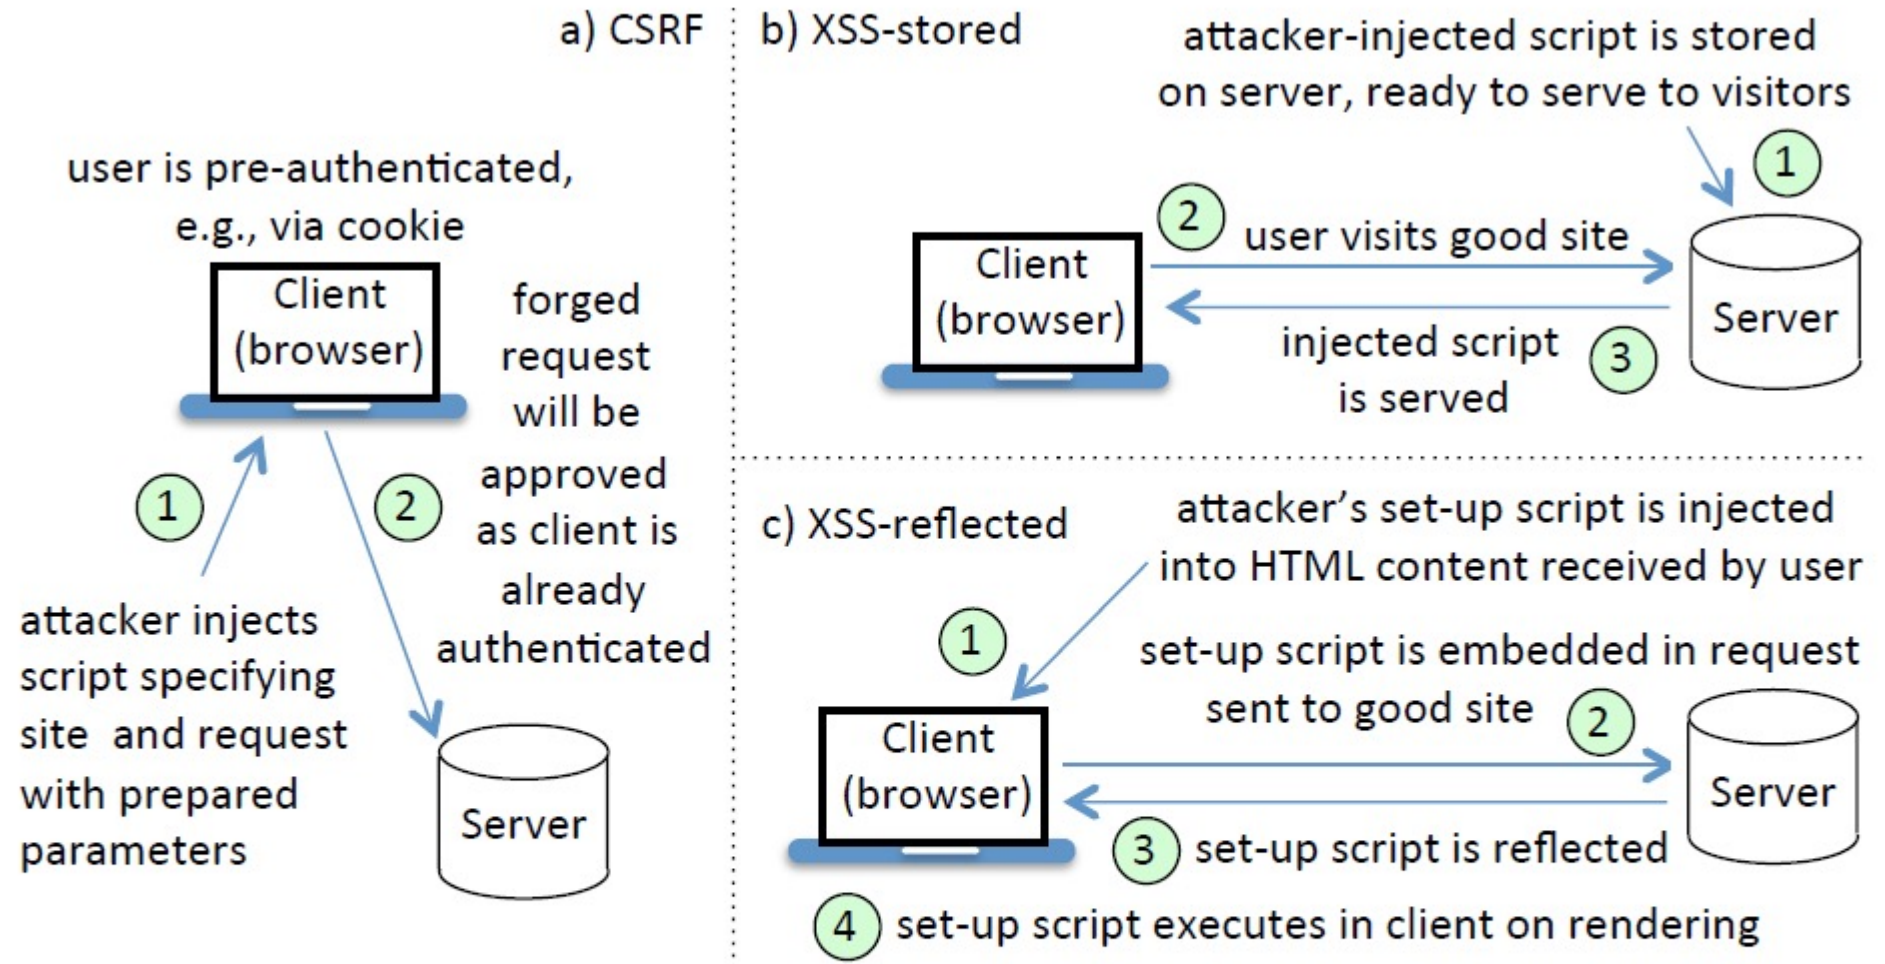 a) CSRF
user is pre-authenticated,
e.g., via cookie
Client
(browser)
forged
request
will be
approved
as client is
already
authenticated
1
2
attacker injects
script specifying
site and request
with prepared
parameters
Server
b) XSS-stored
attacker-injected script is stored
on server, ready to serve to visitors
1
2
user visits good site
Client
(browser)
Server
injected script
is served
3
c) XSS-reflected
attacker’s set-up script is injected
into HTML content received by user
1
set-up script is embedded in request
sent to good site
2
Client
(browser)
Server
3
set-up script is reflected
4
set-up script executes in client on rendering